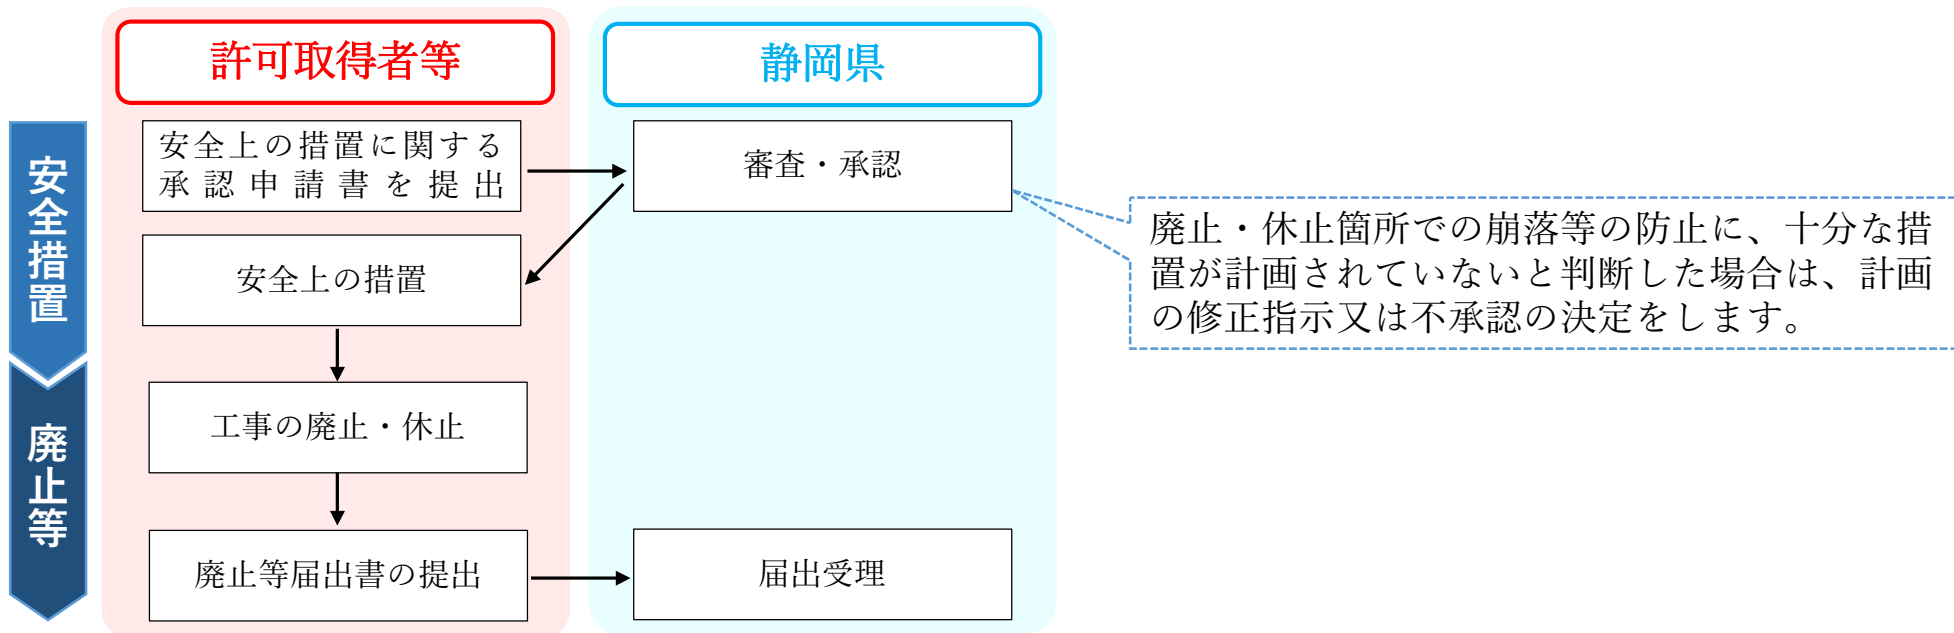 許可取得者等
静岡県
安全措置
安全上の措置に関する
承認申請書を提出
審査・承認
廃止・休止箇所での崩落等の防止に、十分な措
置が計画されていないと判断した場合は、計画
の修正指示又は不承認の決定をします。
安全上の措置
廃止等
工事の廃止・休止
廃止等届出書の提出
届出受理